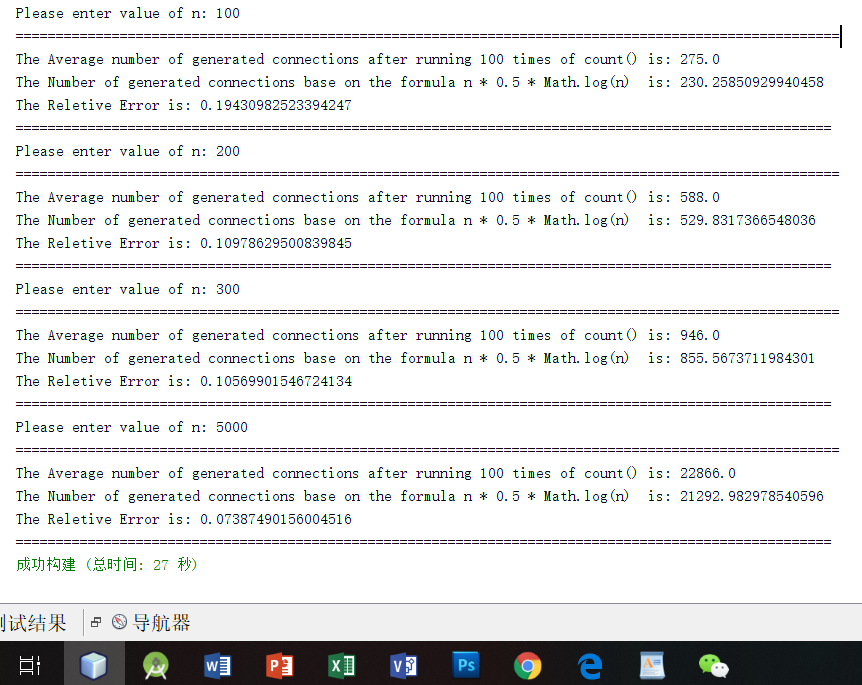 Please enter value of n: 100
=======================================================================================================
The Average number of generated connections after running 100 times of count() is: 275.0
The Number of generated connections base on the formula n * 0.5 * Math.log(n)  is: 230.25850929940458
The Reletive Error is: 0.19430982523394247
======================================================================================================
Please enter value of n: 200
=======================================================================================================
The Average number of generated connections after running 100 times of count() is: 588.0
The Number of generated connections base on the formula n * 0.5 * Math.log(n)  is: 529.8317366548036
The Reletive Error is: 0.10978629500839845
======================================================================================================
Please enter value of n: 300
=======================================================================================================
The Average number of generated connections after running 100 times of count() is: 946.0
The Number of generated connections base on the formula n * 0.5 * Math.log(n)  is: 855.5673711984301
The Reletive Error is: 0.10569901546724134
======================================================================================================
Please enter value of n: 5000
=======================================================================================================
The Average number of generated connections after running 100 times of count() is: 22866.0
The Number of generated connections base on the formula n * 0.5 * Math.log(n)  is: 21292.982978540596
The Reletive Error is: 0.07387490156004516
======================================================================================================
成功构建 (总时间: 27 秒)
试结果 导航器
Ps